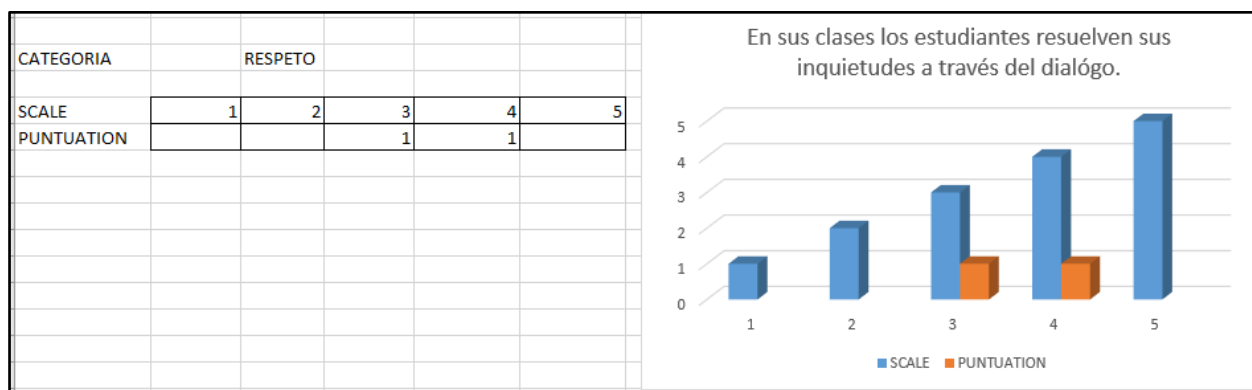 CATEGORIA RESPETO
SCALE 1 2 3 4 5
PUNTUATION 1 1
En sus clases los estudiantes resuelven sus
inquietudes a través del dialógo.
5
4
3
2
1
0
1 2 3 4 5
SCALE PUNTUATION